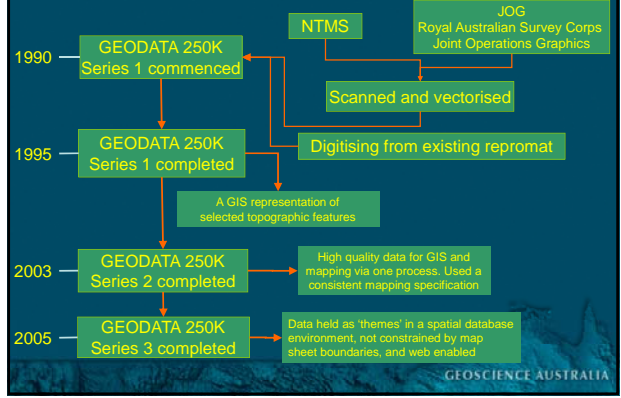 JOG
Royal Australian Survey Corps
Joint Operations Graphics
NTMS
1990
GEODATA 250K
Series 1 commenced
Scanned and vectorised
1995
GEODATA 250K
Series 1 completed
Digitising from existing repromat
A GIS representation of
selected topographic features
2003
GEODATA 250K
Series 2 completed
High quality data for GIS and
mapping via one process. Used a
consistent mapping specification
2005
GEODATA 250K
Series 3 completed
Data held as ‘themes’ in a spatial database
environment, not constrained by map
sheet boundaries, and web enabled
GEOSCIENCE AUSTRALIA